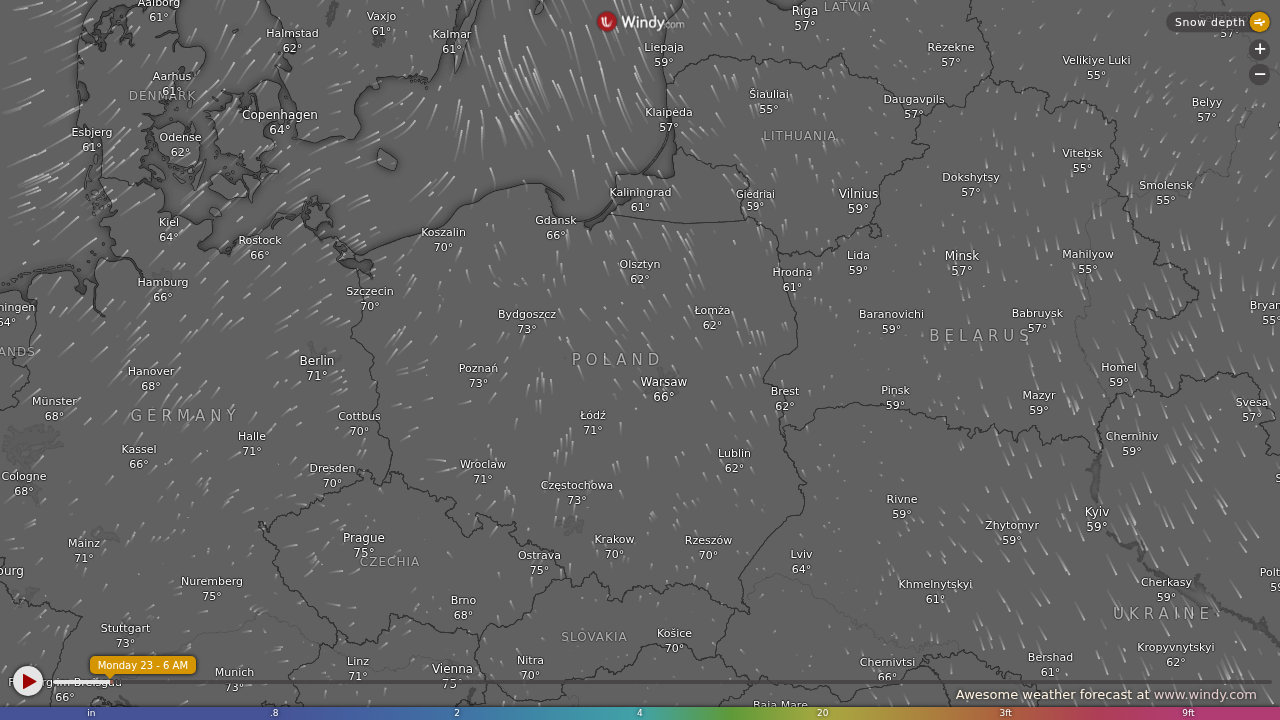 Aalborg
61°
Vaxjo
61°
Halmstad
62°
Kalmar
61°
Windy.com
Liepaja
59°
Riga
57°
LATVIA
Rēzekne
57°
Snow depth
57°
+
−
Velikiye Luki
55°
Aarhus
61°
DENMARK
Copenhagen
64°
Esbjerg
61°
Odense
62°
Klaipėda
57°
Šiauliai
55°
LITHUANIA
Daugavpils
57°
Belyy
57°
Vitebsk
55°
Dokshytsy
57°
Smolensk
55°
Kaliningrad
61°
Giedriai
59°
Vilnius
59°
Kiel
64°
Rostock
66°
Koszalin
70°
Gdansk
66°
Olsztyn
62°
Lida
59°
Minsk
57°
Mahilyow
55°
Hrodna
61°
Hamburg
66°
Szczecin
70°
Bydgoszcz
73°
Łomża
62°
Baranovichi
59°
Babruysk
57°
BELARUS
55°
POLAND
Berlin
71°
Hanover
68°
Poznań
73°
Warsaw
66°
Brest
62°
Pinsk
59°
Mazyr
59°
Homel
59°
Münster
68°
GERMANY
Cottbus
70°
Łódź
71°
Svesa
57°
Chernihiv
59°
Halle
71°
Kassel
66°
Lublin
62°
Cologne
68°
Dresden
70°
Wrocław
71°
Częstochowa
73°
Rivne
59°
Kyiv
59°
Zhytomyr
59°
Mainz
71°
Prague
75°
CZECHIA
Ostrava
75°
Krakow
70°
Rzeszów
70°
Lviv
64°
Nuremberg
75°
Khmelnytskyi
61°
Cherkasy
59°
UKRAINE
Brno
68°
Stuttgart
73°
SLOVAKIA
Košice
70°
Kropyvnytskyi
62°
Monday 23 - 6 AM
66°
Munich
73°
Linz
71°
Vienna
75°
Nitra
70°
Chernivtsi
66°
Bershad
61°
Awesome weather forecast at www.windy.com
Baia Mare
in .8 2 4 20 3ft 9ft